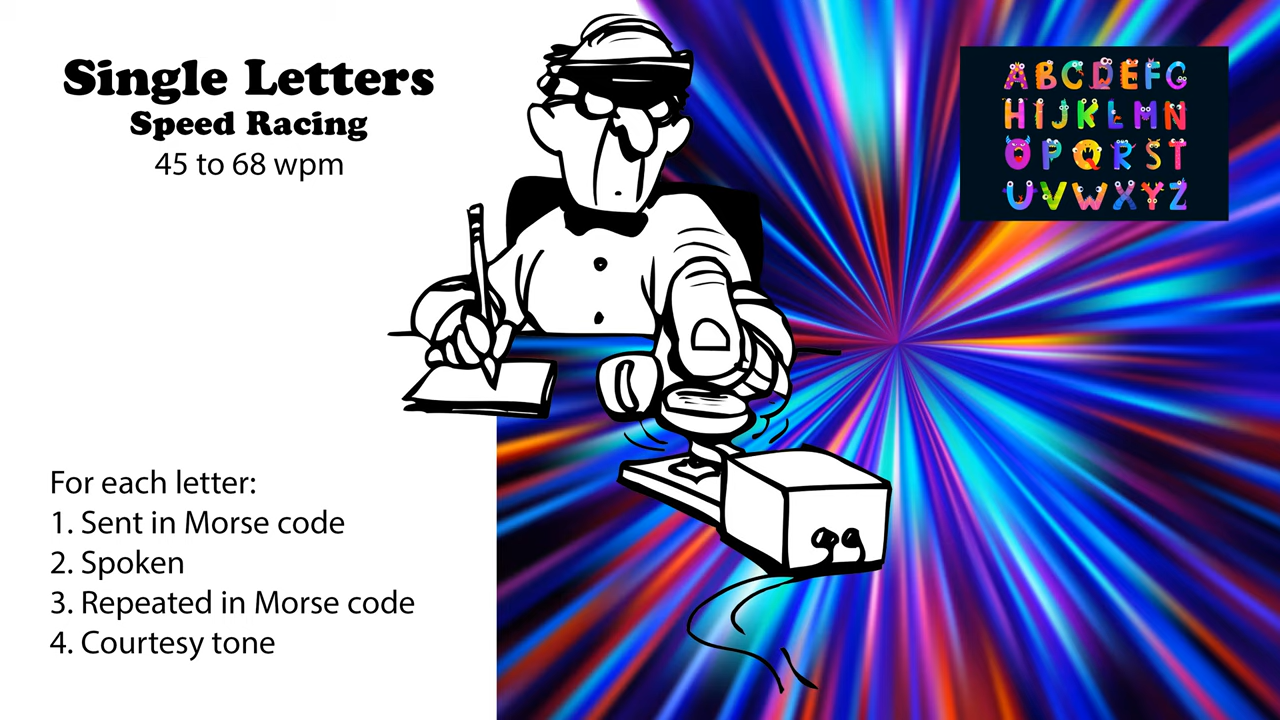 Single Letters
Speed Racing
45 to 68 wpm
ABCDEFG
HIJKLMN
OPQRST
UVWXYZ
For each letter:
1. Sent in Morse code
2. Spoken
3. Repeated in Morse code
4. Courtesy tone